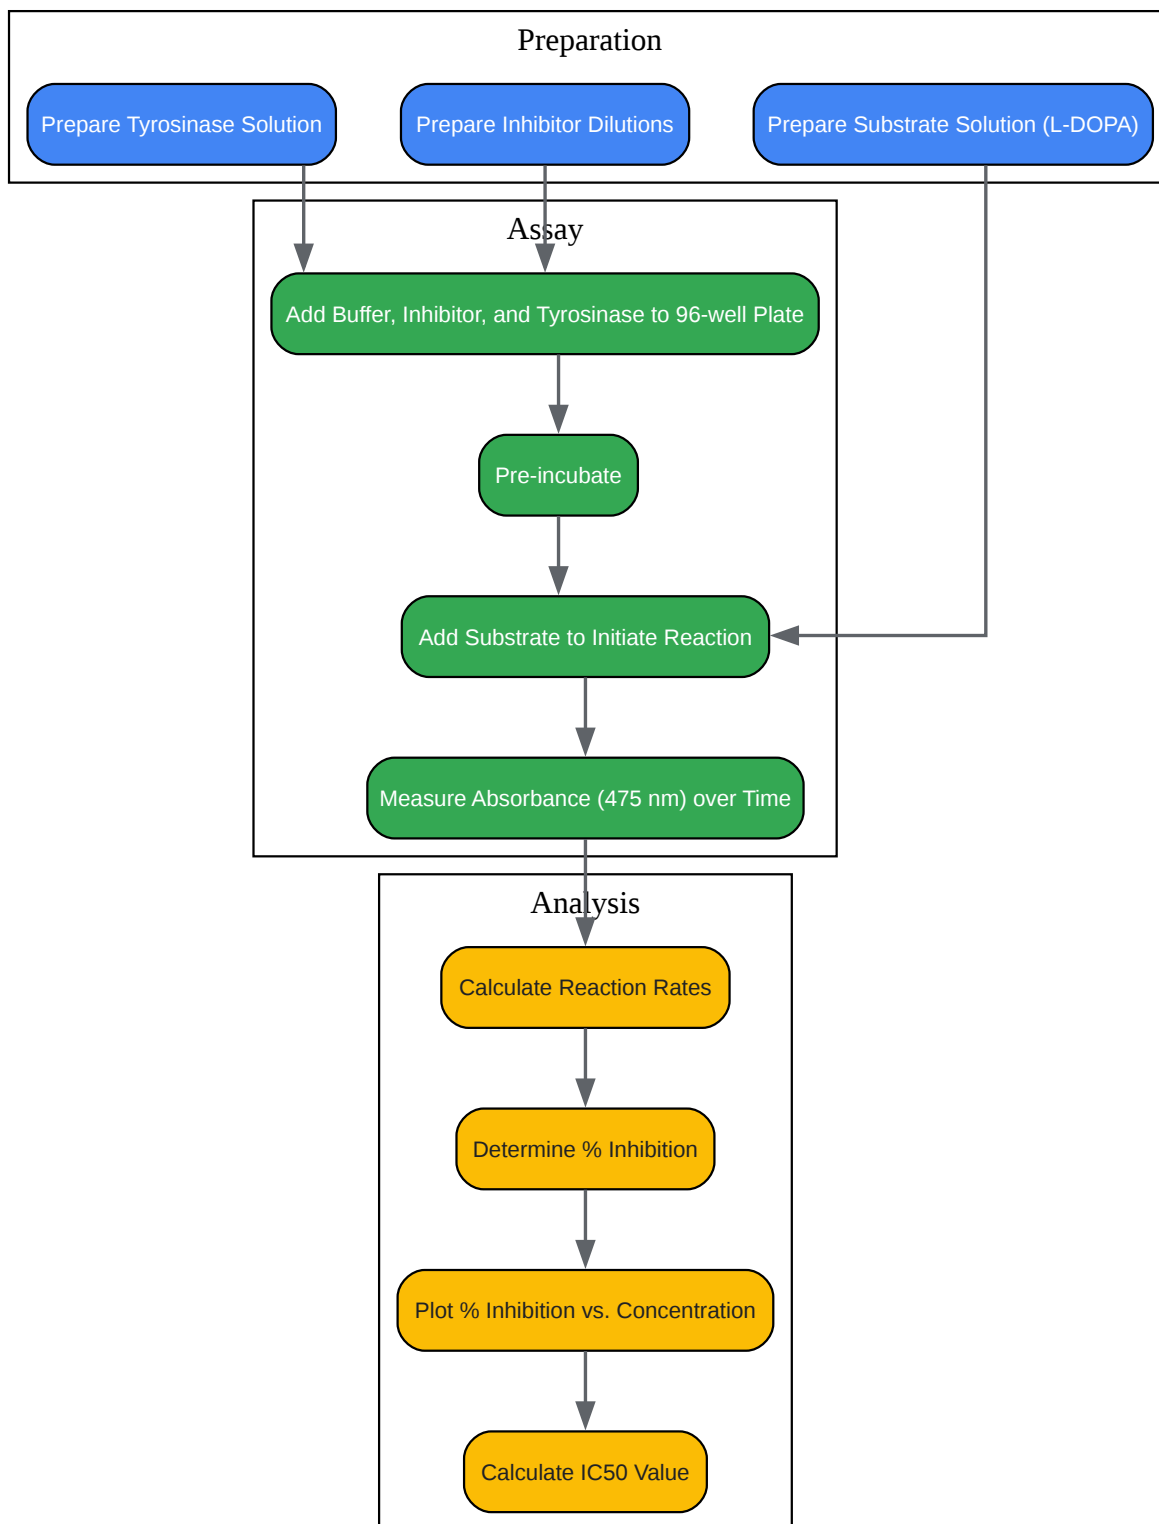 Preparation
Prepare Tyrosinase Solution
Prepare Inhibitor Dilutions
Prepare Substrate Solution (L-DOPA)
Assay
Add Buffer, Inhibitor, and Tyrosinase to 96-well Plate
Pre-incubate
Add Substrate to Initiate Reaction
Measure Absorbance (475 nm) over Time
Analysis
Calculate Reaction Rates
Determine % Inhibition
Plot % Inhibition vs. Concentration
Calculate IC50 Value